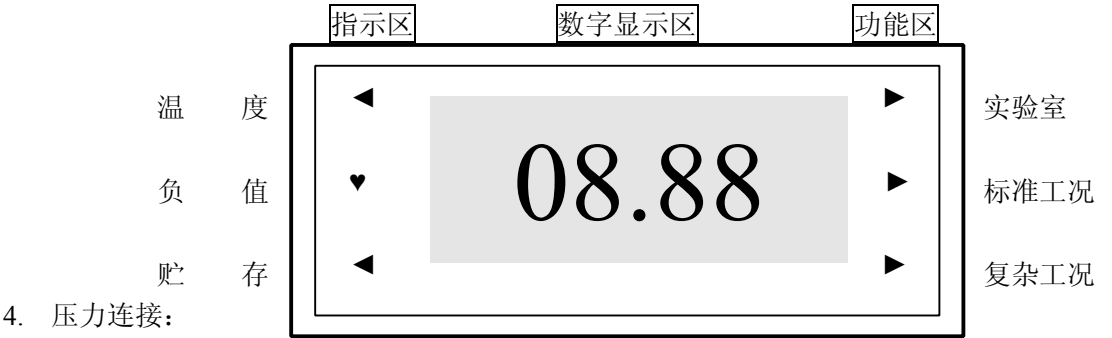 指示区 数字显示区 功能区
温 度 ◄ ► 实验室
负 值 ♥ 08.88 ► 标准工况
贮 存 ◄ ► 复杂工况
4. 压力连接：